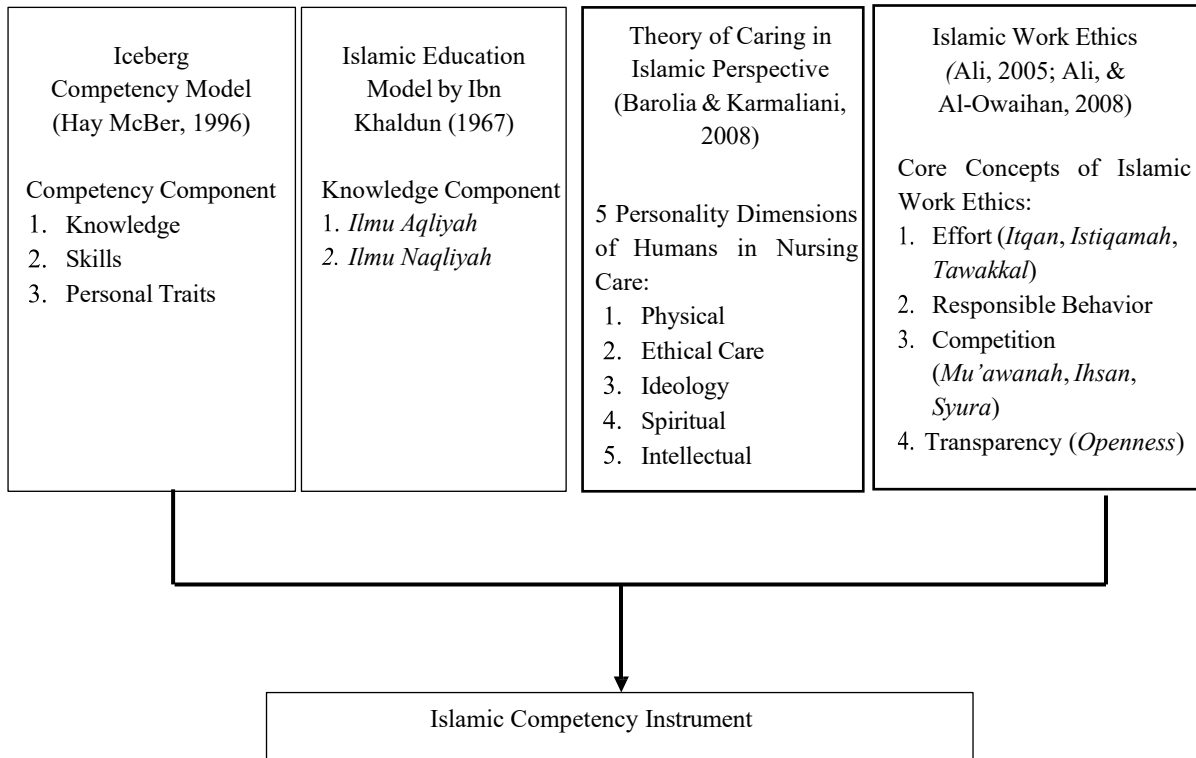 Iceberg
Competency Model
(Hay McBer, 1996)
Competency Component
1. Knowledge
2. Skills
3. Personal Traits
Islamic Education
Model by Ibn
Khaldun (1967)
Knowledge Component
1. Ilmu Aqliyah
2. Ilmu Naqliyah
Theory of Caring in
Islamic Perspective
(Barolia & Karmaliani,
2008)
5 Personality Dimensions
of Humans in Nursing
Care:
1. Physical
2. Ethical Care
3. Ideology
4. Spiritual
5. Intellectual
Islamic Work Ethics
(Ali, 2005; Ali, &
Al-Owaihan, 2008)
Core Concepts of Islamic
Work Ethics:
1. Effort (Itqan, Istiqamah,
Tawakkal)
2. Responsible Behavior
3. Competition
(Mu’awanah, Ihsan,
Syura)
4. Transparency (Openness)
Islamic Competency Instrument